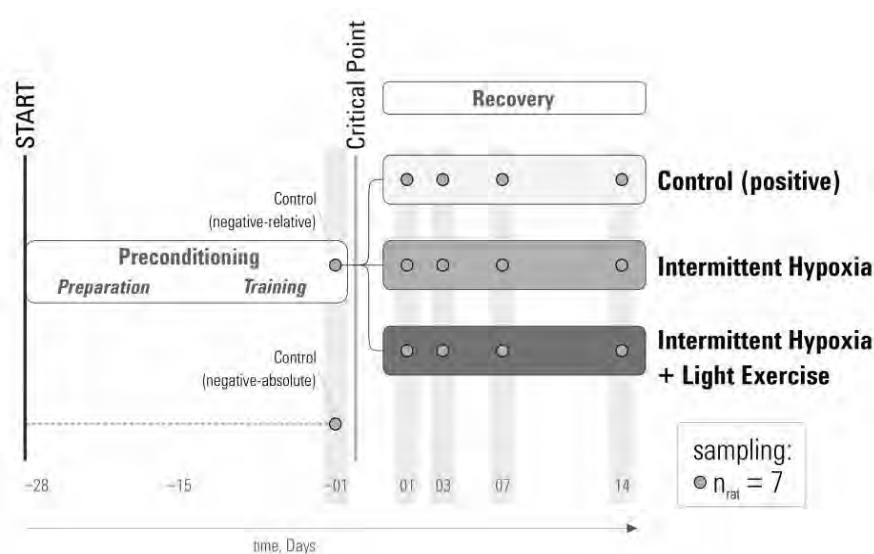 START
Critical Point
Recovery
Control
(negative-relative)
Control (positive)
Preconditioning
Preparation Training
Intermittent Hypoxia
Control
(negative-absolute)
Intermittent Hypoxia
+ Light Exercise
sampling:
n_rat = 7
–28 –15 –01 01 03 07 14
time, Days